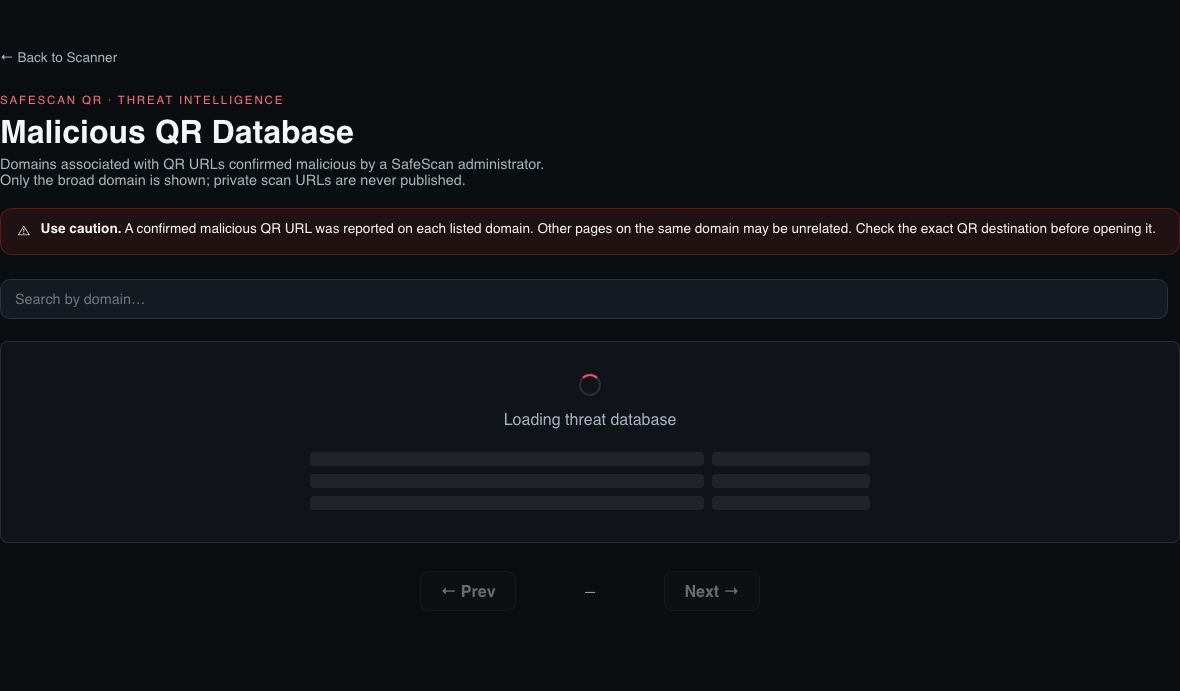 ← Back to Scanner
SAFESCAN QR · THREAT INTELLIGENCE
Malicious QR Database
Domains associated with QR URLs confirmed malicious by a SafeScan administrator.
Only the broad domain is shown; private scan URLs are never published.
⚠ Use caution. A confirmed malicious QR URL was reported on each listed domain. Other pages on the same domain may be unrelated. Check the exact QR destination before opening it.
Search by domain…
Loading threat database
← Prev — Next →